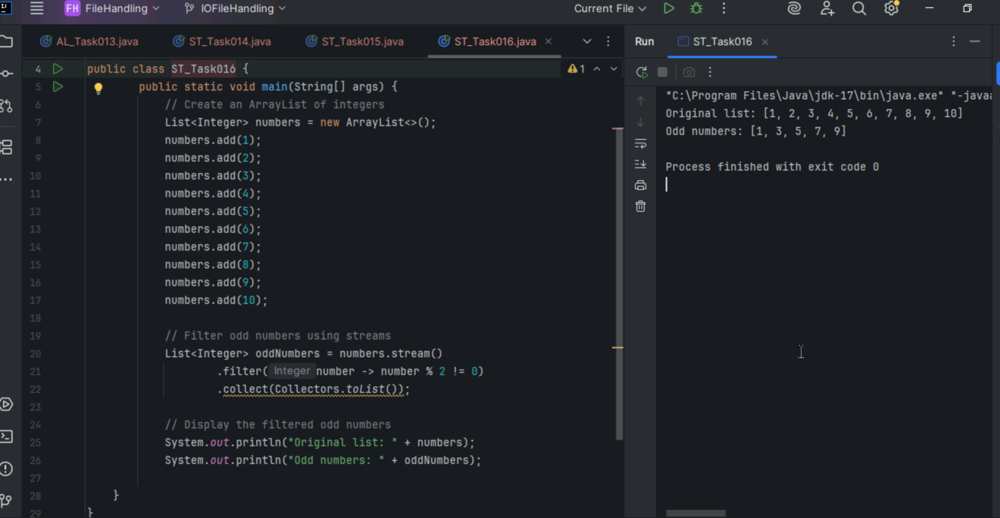 FH FileHandling IOFileHandling Current File
AL_Task013.java ST_Task014.java ST_Task015.java ST_Task016.java
4 public class ST_Task016 {
1
5 public static void main(String[] args) {
6 // Create an ArrayList of integers
7 List<Integer> numbers = new ArrayList<>();
8 numbers.add(1);
9 numbers.add(2);
10 numbers.add(3);
11 numbers.add(4);
12 numbers.add(5);
13 numbers.add(6);
14 numbers.add(7);
15 numbers.add(8);
16 numbers.add(9);
17 numbers.add(10);
18
19 // Filter odd numbers using streams
20 List<Integer> oddNumbers = numbers.stream()
21 .filter( Integer number -> number % 2 != 0)
22 .collect(Collectors.toList());
23
24 // Display the filtered odd numbers
25 System.out.println("Original list: " + numbers);
26 System.out.println("Odd numbers: " + oddNumbers);
27
28 }
29 }
Run ST_Task016
"C:\Program Files\Java\jdk-17\bin\java.exe" "-java
Original list: [1, 2, 3, 4, 5, 6, 7, 8, 9, 10]
Odd numbers: [1, 3, 5, 7, 9]
Process finished with exit code 0